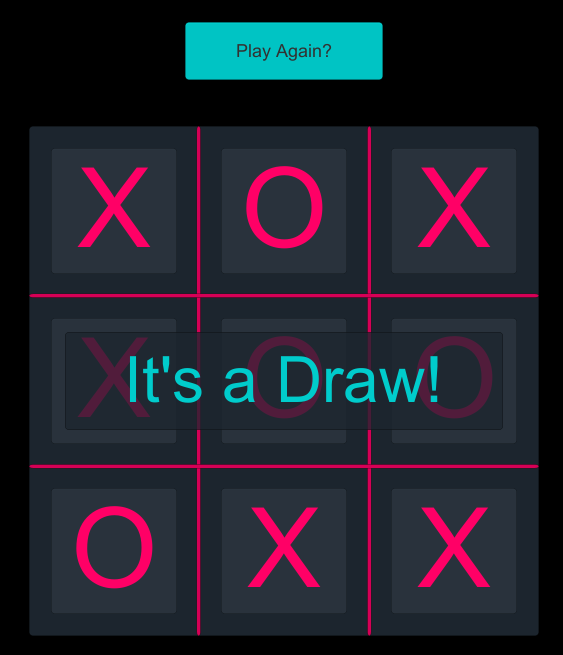 Play Again?
X O X
X O O
It's a Draw!
O X X